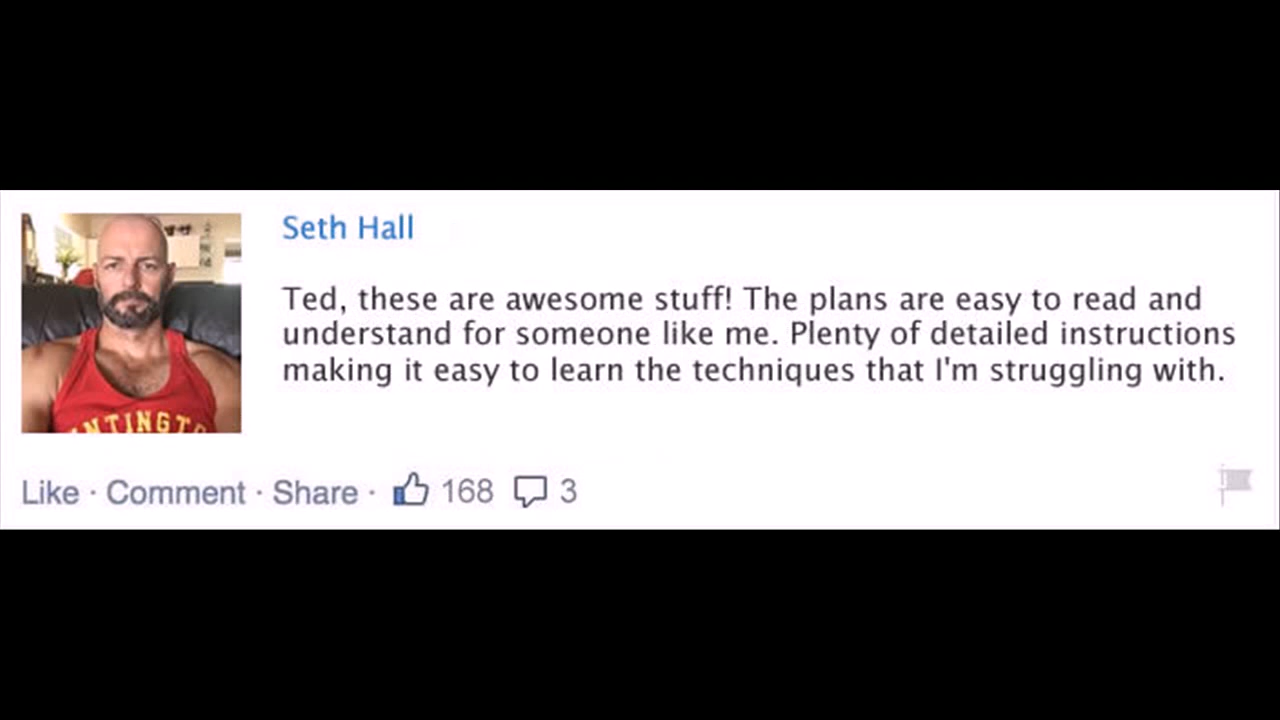 Seth Hall
Ted, these are awesome stuff! The plans are easy to read and
understand for someone like me. Plenty of detailed instructions
making it easy to learn the techniques that I'm struggling with.
NTINGT
Like · Comment · Share · 168 3